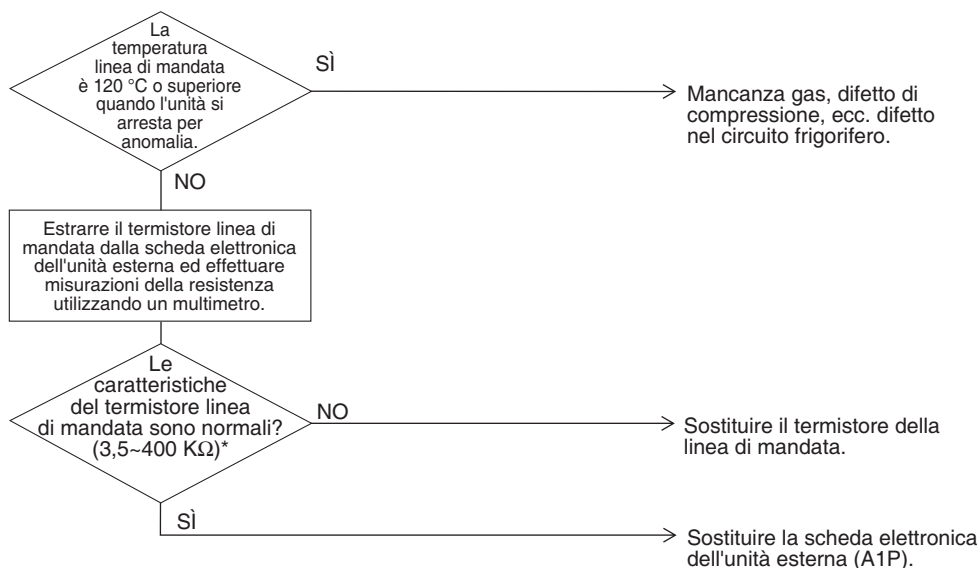 La
temperatura
linea di mandata
è 120 °C o superiore
quando l'unità si
arresta per
anomalia.
SÌ
Mancanza gas, difetto di
compressione, ecc. difetto
nel circuito frigorifero.
NO
Estrarre il termistore linea di
mandata dalla scheda elettronica
dell'unità esterna ed effettuare
misurazioni della resistenza
utilizzando un multimetro.
Le
caratteristiche
del termistore linea
di mandata sono normali?
(3,5~400 KΩ)*
NO
Sostituire il termistore della
linea di mandata.
SÌ
Sostituire la scheda elettronica
dell'unità esterna (A1P).